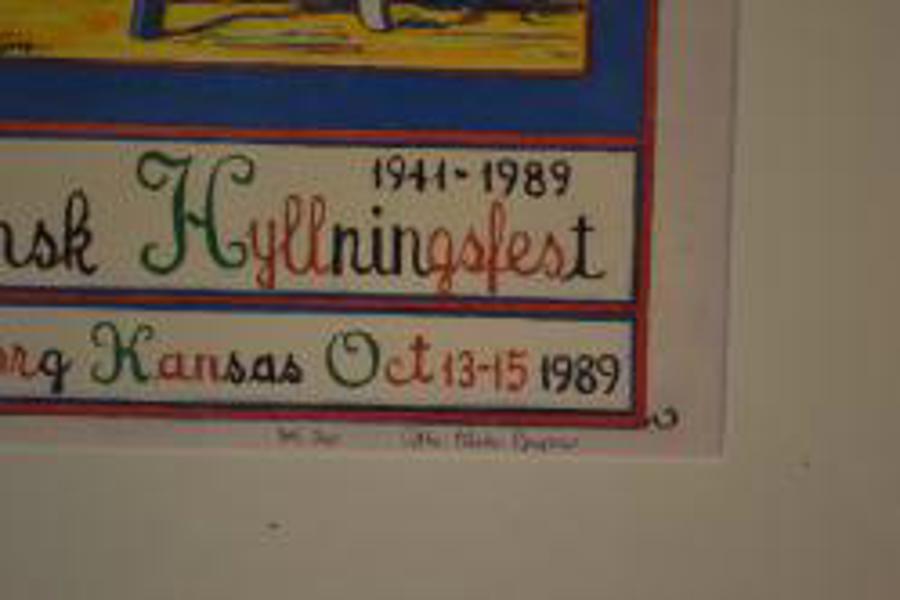 1941-1989
nsk Hyllningsfest
org Kansas Oct 13-15 1989